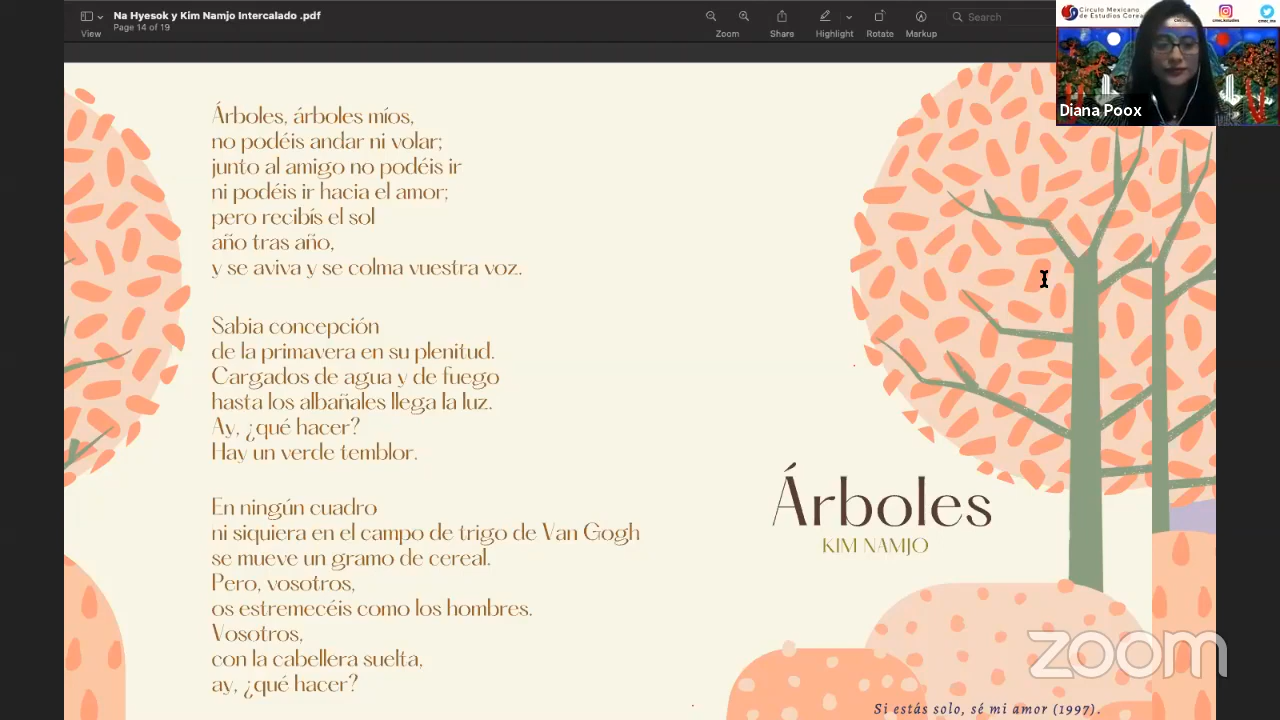 Na Hyesok y Kim Namjo Intercalado .pdf
Page 14 of 19
View
Zoom
Share
Highlight
Rotate
Markup
Search
Círculo Mexicano
de Estudios Corea
Diana Poox
Árboles, árboles míos,
no podéis andar ni volar;
junto al amigo no podéis ir
ni podéis ir hacia el amor;
pero recibís el sol
año tras año,
y se aviva y se colma vuestra voz.
Sabia concepción
de la primavera en su plenitud.
Cargados de agua y de fuego
hasta los albañales llega la luz.
Ay, ¿qué hacer?
Hay un verde temblor.
En ningún cuadro
ni siquiera en el campo de trigo de Van Gogh
se mueve un gramo de cereal.
Pero, vosotros,
os estremecéis como los hombres.
Vosotros,
con la cabellera suelta,
ay, ¿qué hacer?
Árboles
KIM NAMJO
Si estás solo, sé mi amor (1997).
zoom